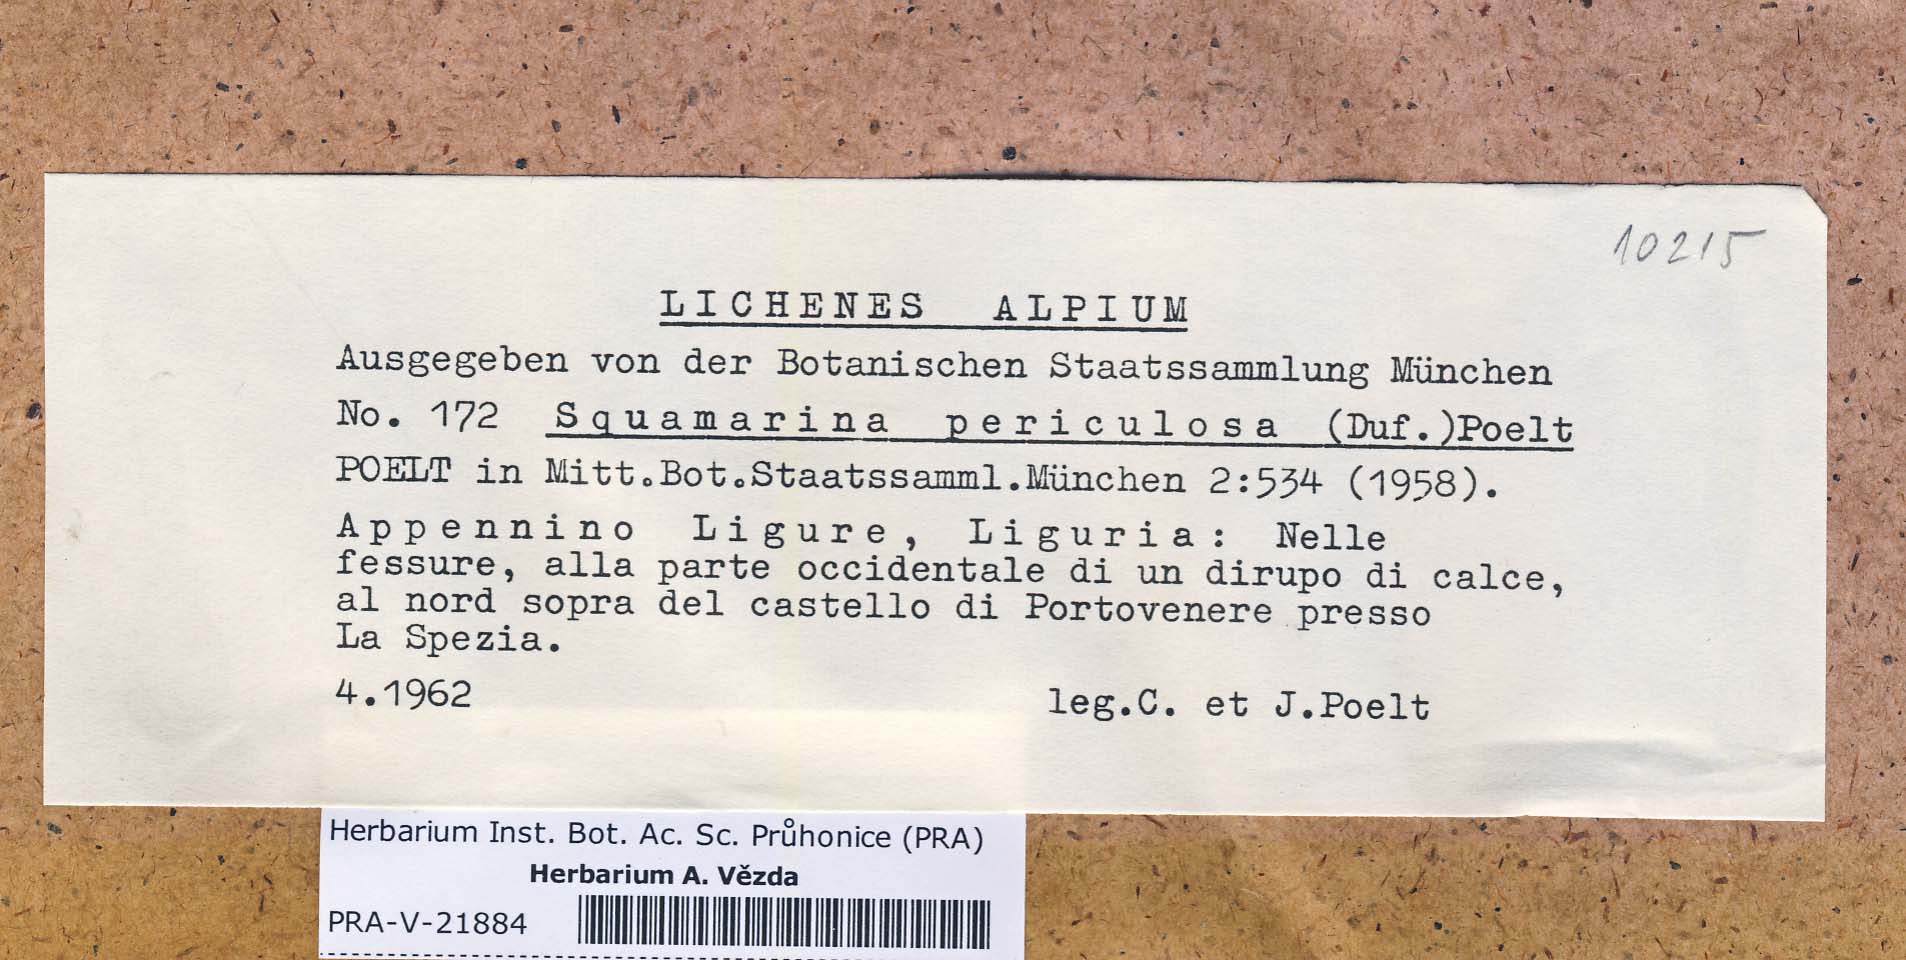 10215
LICHENES ALPIUM
Ausgegeben von der Botanischen Staatssammlung München
No. 172 Squamarina periculosa (Duf.)Poelt
POELT in Mitt.Bot.Staatssamml.München 2:534 (1958).
Appennino Ligure, Liguria: Nelle
fessure, alla parte occidentale di un dirupo di calce,
al nord sopra del castello di Portovenere presso
La Spezia.
4.1962 leg.C. et J.Poelt
Herbarium Inst. Bot. Ac. Sc. Průhonice (PRA)
Herbarium A. Vězda
PRA-V-21884